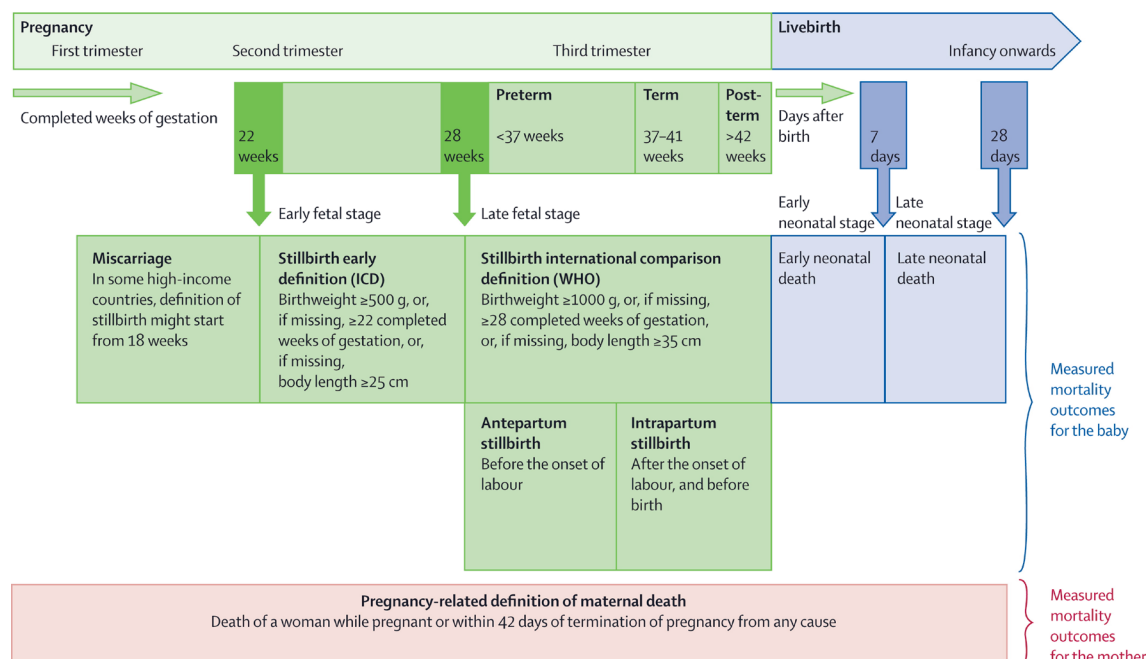 Pregnancy
First trimester
Second trimester
Third trimester
Livebirth
Infancy onwards
Completed weeks of gestation
22
weeks
28
weeks
Preterm
<37 weeks
Term
37–41
weeks
Post-
term
>42
weeks
Days after
birth
7
days
28
days
Early fetal stage
Late fetal stage
Early
neonatal stage
Late
neonatal stage
Miscarriage
In some high-income
countries, definition of
stillbirth might start
from 18 weeks
Stillbirth early
definition (ICD)
Birthweight ≥500 g, or,
if missing, ≥22 completed
weeks of gestation, or,
if missing,
body length ≥25 cm
Stillbirth international comparison
definition (WHO)
Birthweight ≥1000 g, or, if missing,
≥28 completed weeks of gestation,
or, if missing, body length ≥35 cm
Early neonatal
death
Late neonatal
death
Antepartum
stillbirth
Before the onset of
labour
Intrapartum
stillbirth
After the onset of
labour, and before
birth
Measured
mortality
outcomes
for the baby
Pregnancy-related definition of maternal death
Death of a woman while pregnant or within 42 days of termination of pregnancy from any cause
Measured
mortality
outcomes
for the mother